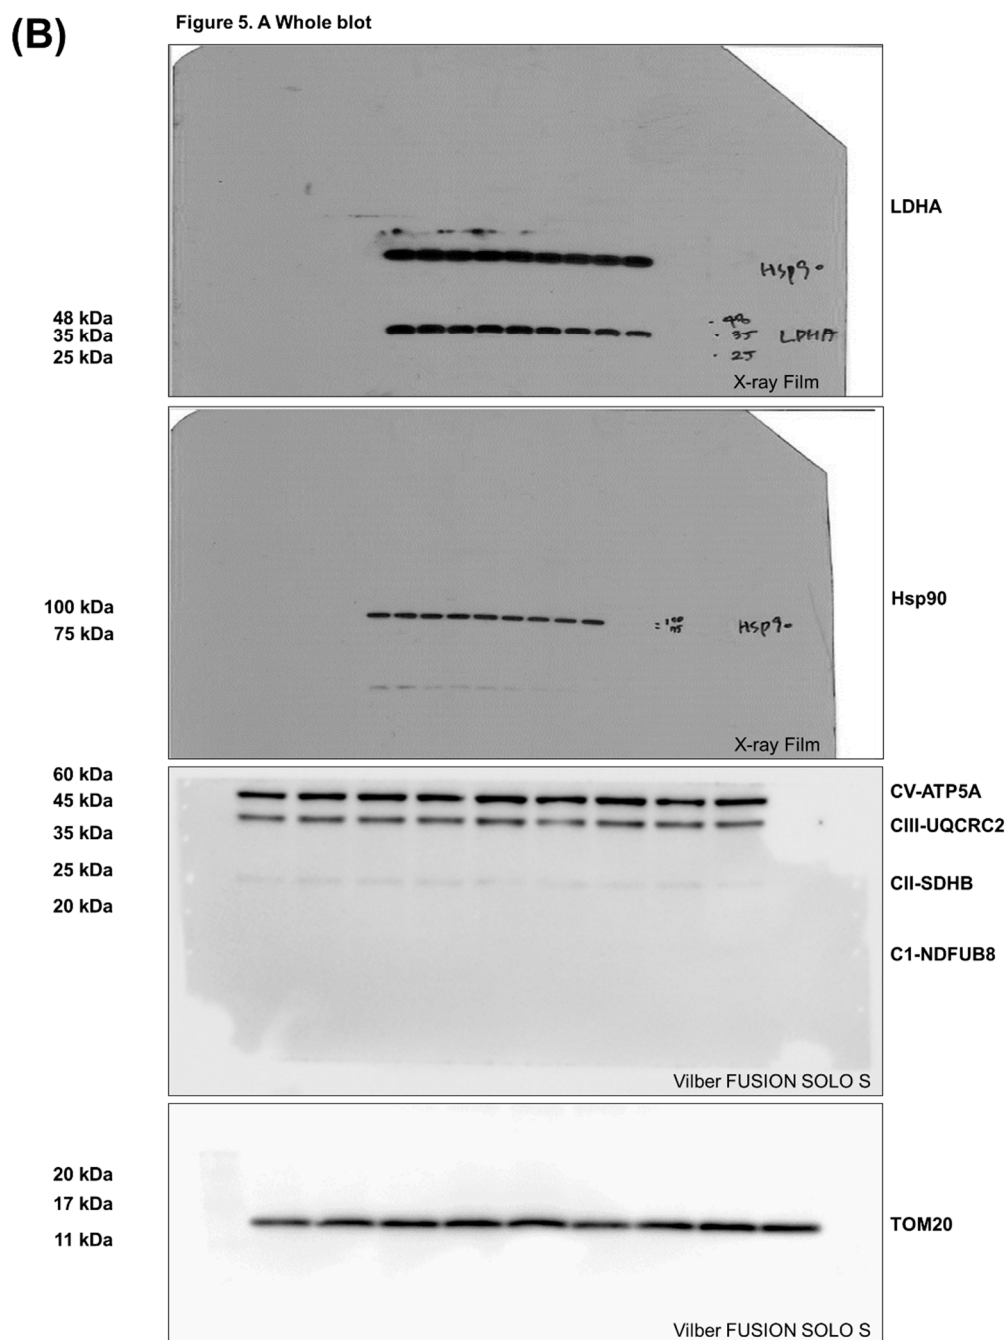 (B)
Figure 5. A Whole blot
LDHA
Hsp90
48 kDa
35 kDa
25 kDa
48
35 LDHA
25
X-ray Film
100 kDa
75 kDa
Hsp90
100
75
Hsp90
X-ray Film
60 kDa
45 kDa
35 kDa
25 kDa
20 kDa
CV-ATP5A
CIII-UQCRC2
CII-SDHB
C1-NDFUB8
Vilber FUSION SOLO S
20 kDa
17 kDa
11 kDa
TOM20
Vilber FUSION SOLO S